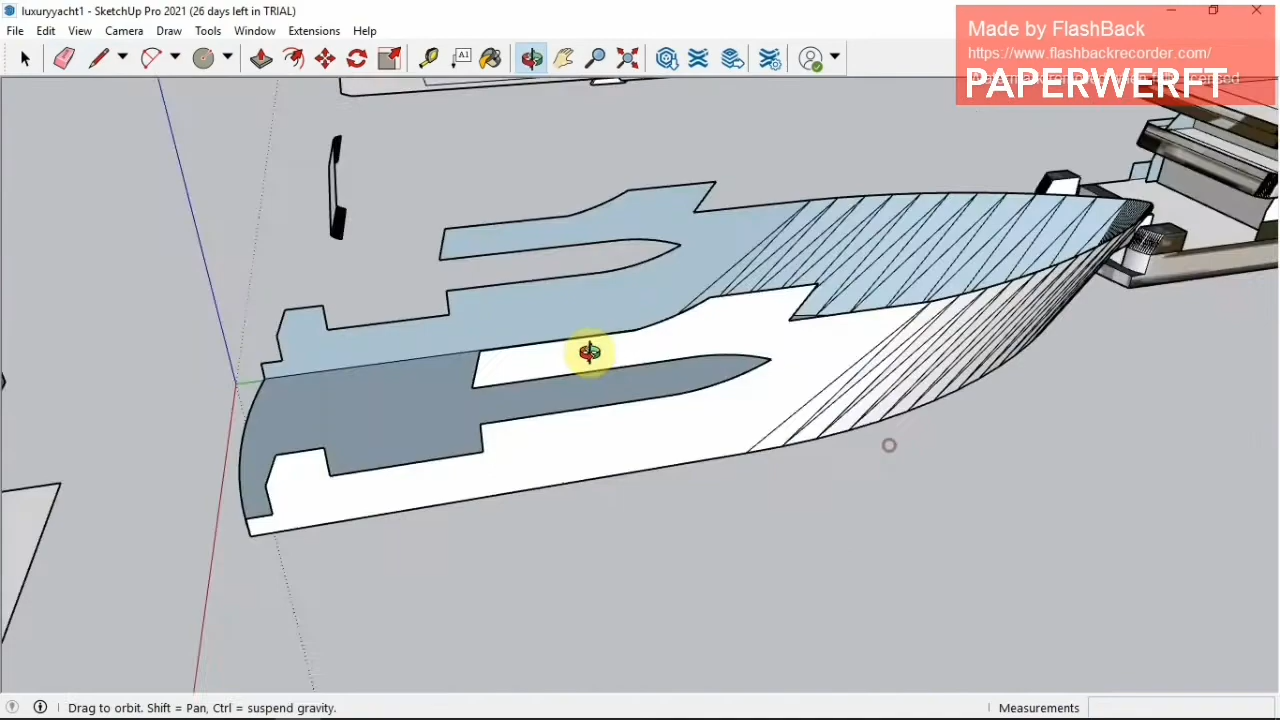 luxuryyacht1 - SketchUp Pro 2021 (26 days left in TRIAL)
File Edit View Camera Draw Tools Window Extensions Help
Made by FlashBack
https://www.flashbackrecorder.com/
PAPERWERFT
A1
Drag to orbit. Shift = Pan, Ctrl = suspend gravity.
Measurements